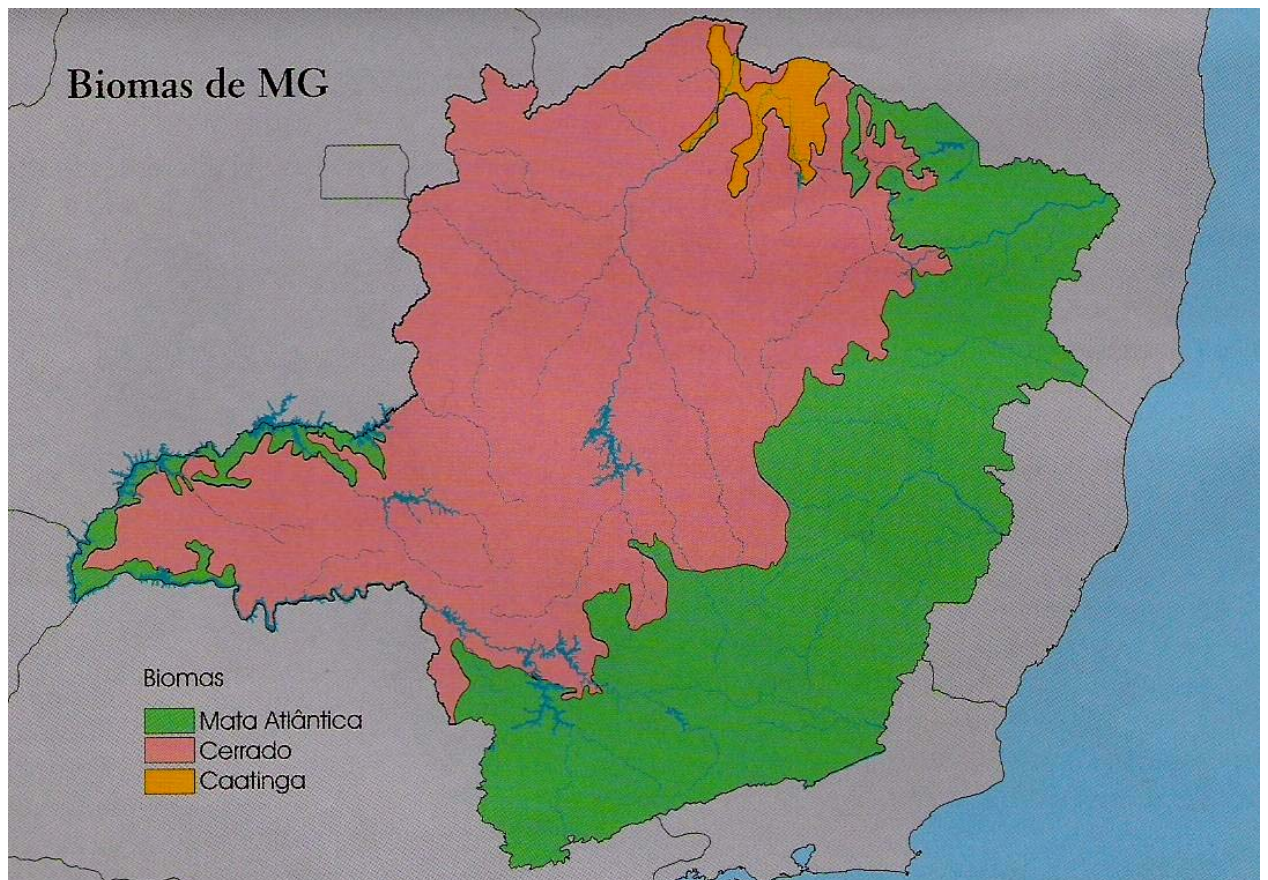 Biomas de MG
Biomas
Mata Atlântica
Cerrado
Caatinga